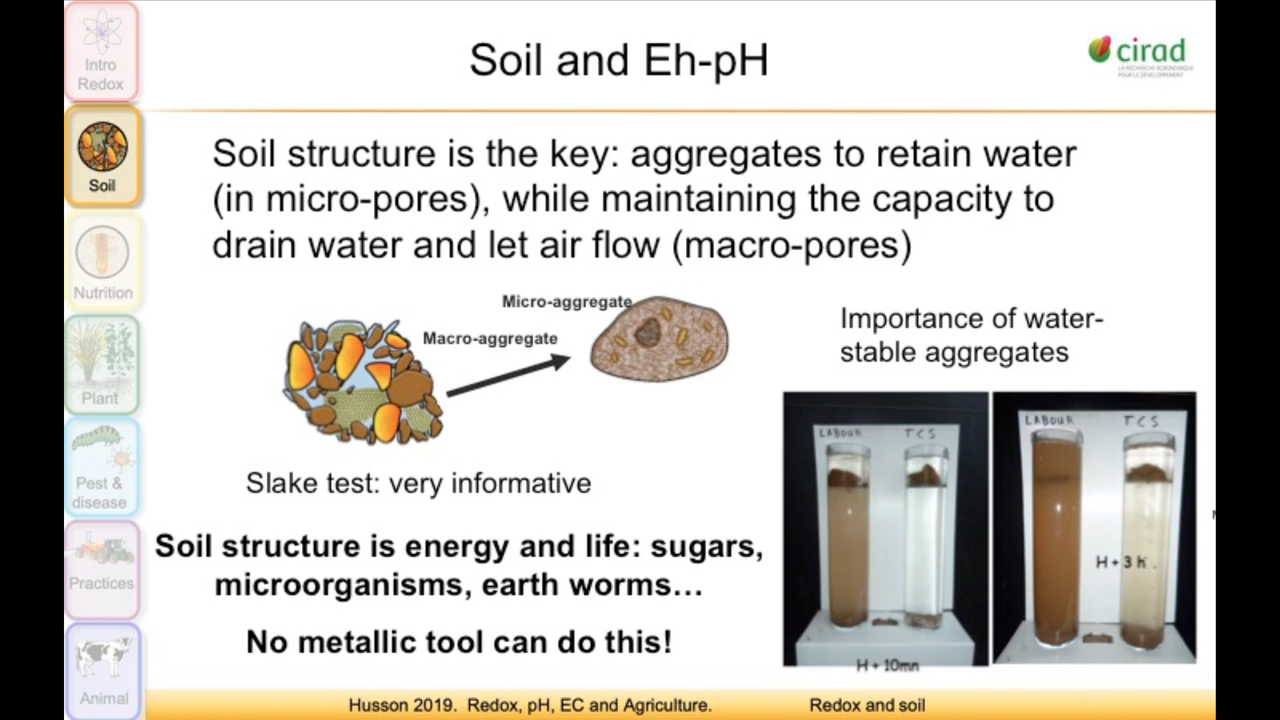 Soil and Eh-pH
cirad
LA RECHERCHE AGRONOMIQUE
POUR LE DÉVELOPPEMENT
Intro
Redox
Soil
Nutrition
Plant
Pest &
disease
Practices
Animal
Soil structure is the key: aggregates to retain water
(in micro-pores), while maintaining the capacity to
drain water and let air flow (macro-pores)
Micro-aggregate
Macro-aggregate
Importance of water-
stable aggregates
Slake test: very informative
Soil structure is energy and life: sugars,
microorganisms, earth worms…
No metallic tool can do this!
LABOUR TCS
H + 10mn
LABOUR TCS
H + 3 h .
Husson 2019. Redox, pH, EC and Agriculture. Redox and soil